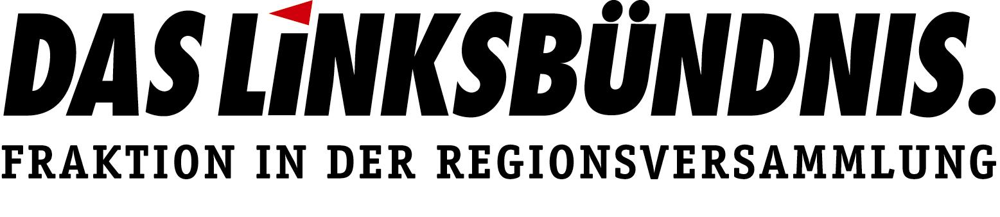 DAS LINKSBÜNDNIS.
FRAKTION IN DER REGIONSVERSAMMLUNG